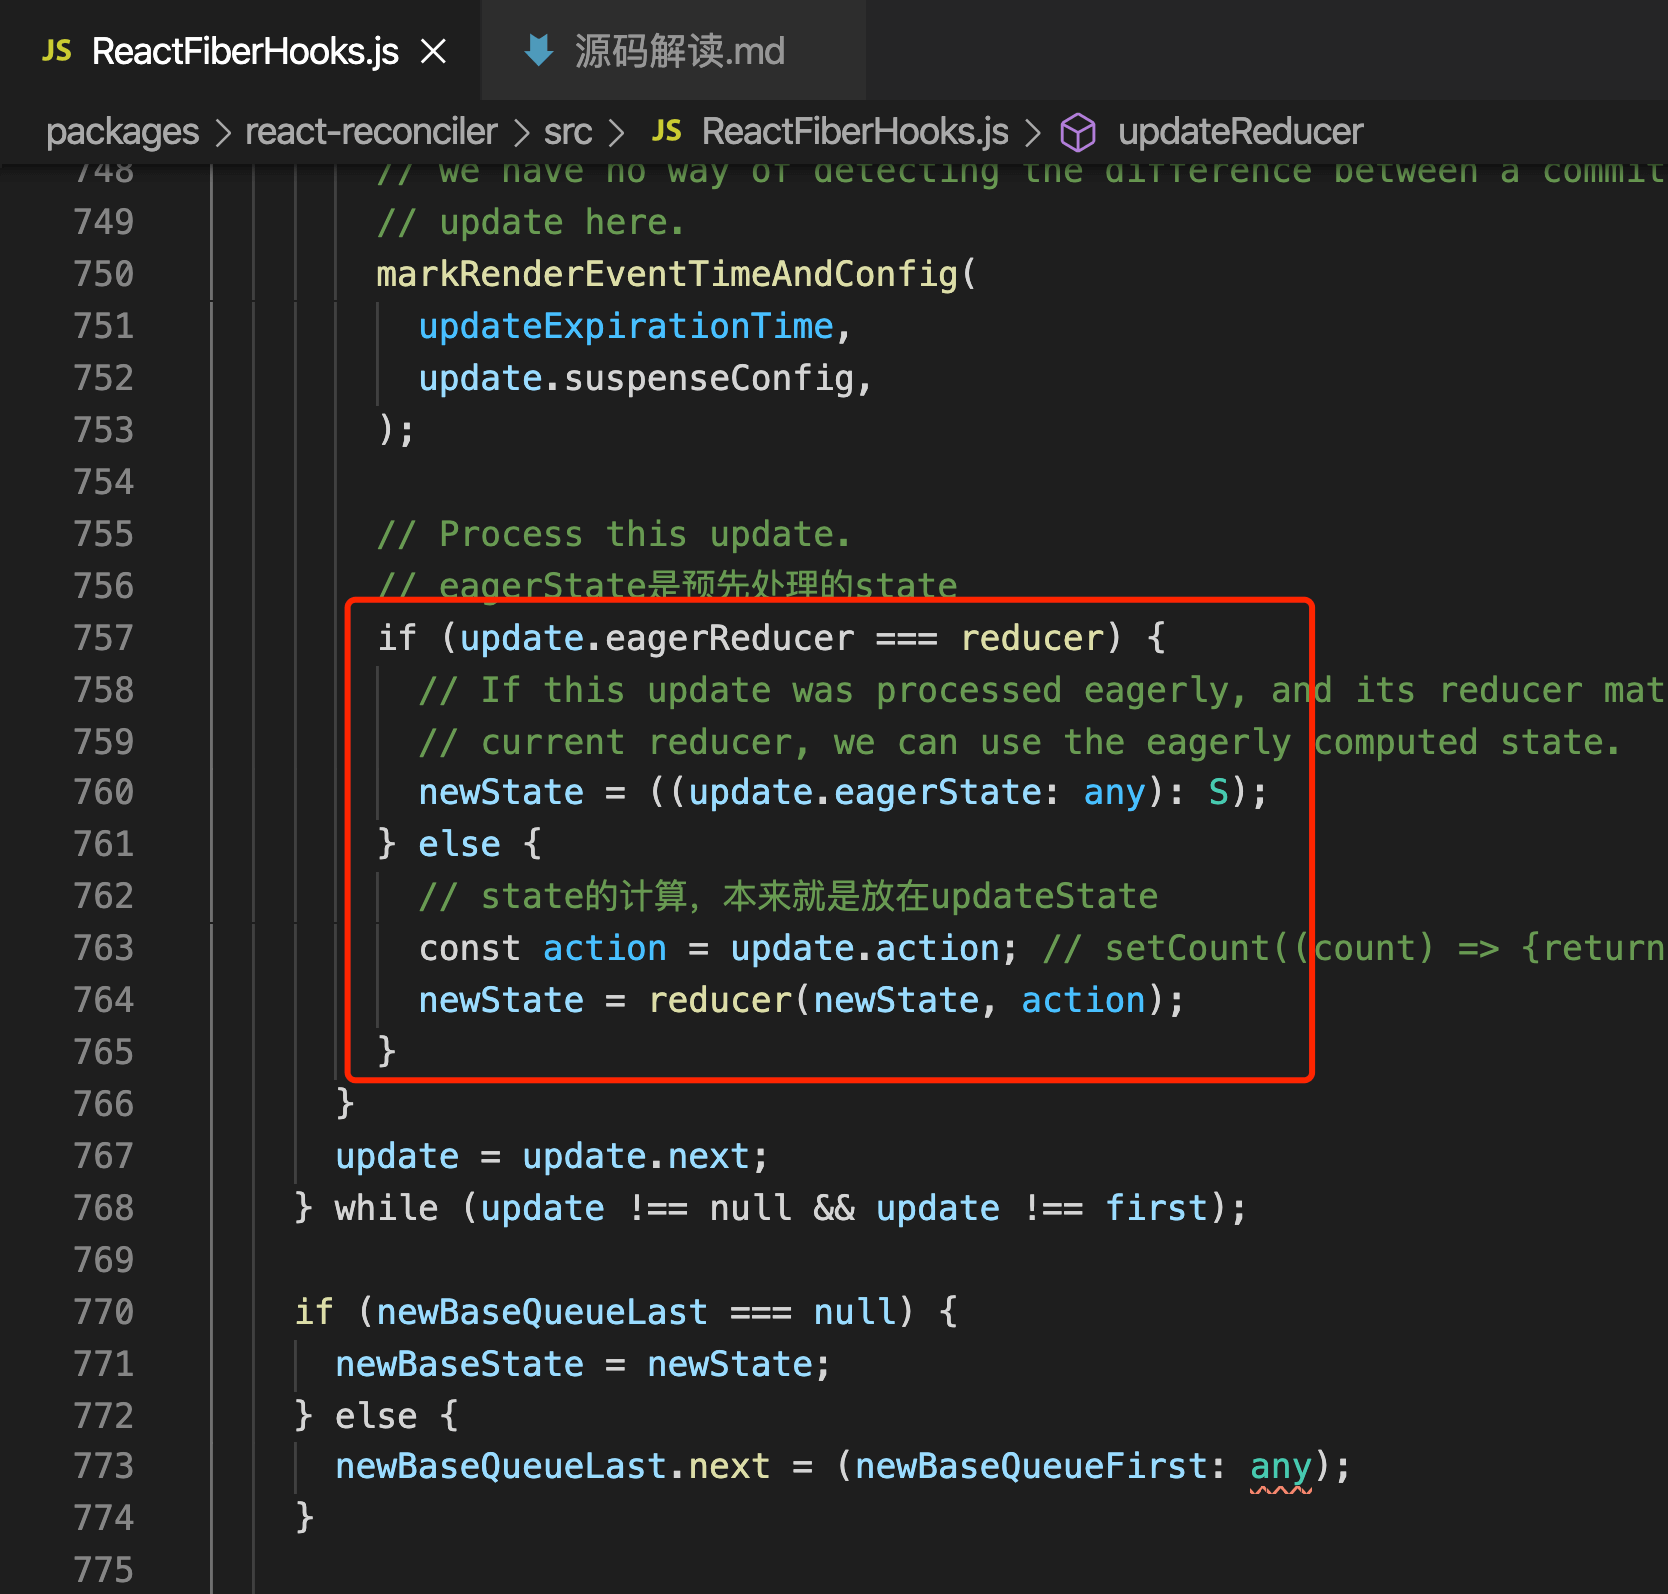 JS ReactFiberHooks.js × 源码解读.md
packages > react-reconciler > src > JS ReactFiberHooks.js > updateReducer
748 // we have no way of detecting the difference between a commit
749 // update here.
750 markRenderEventTimeAndConfig(
751 updateExpirationTime,
752 update.suspenseConfig,
753 );
754
755 // Process this update.
756 // eagerState是预先处理的state
757 if (update.eagerReducer === reducer) {
758 // If this update was processed eagerly, and its reducer mat
759 // current reducer, we can use the eagerly computed state.
760 newState = ((update.eagerState: any): S);
761 } else {
762 // state的计算，本来就是放在updateState
763 const action = update.action; // setCount((count) => {return
764 newState = reducer(newState, action);
765 }
766 }
767 update = update.next;
768 } while (update !== null && update !== first);
769
770 if (newBaseQueueLast === null) {
771 newBaseState = newState;
772 } else {
773 newBaseQueueLast.next = (newBaseQueueFirst: any);
774 }
775